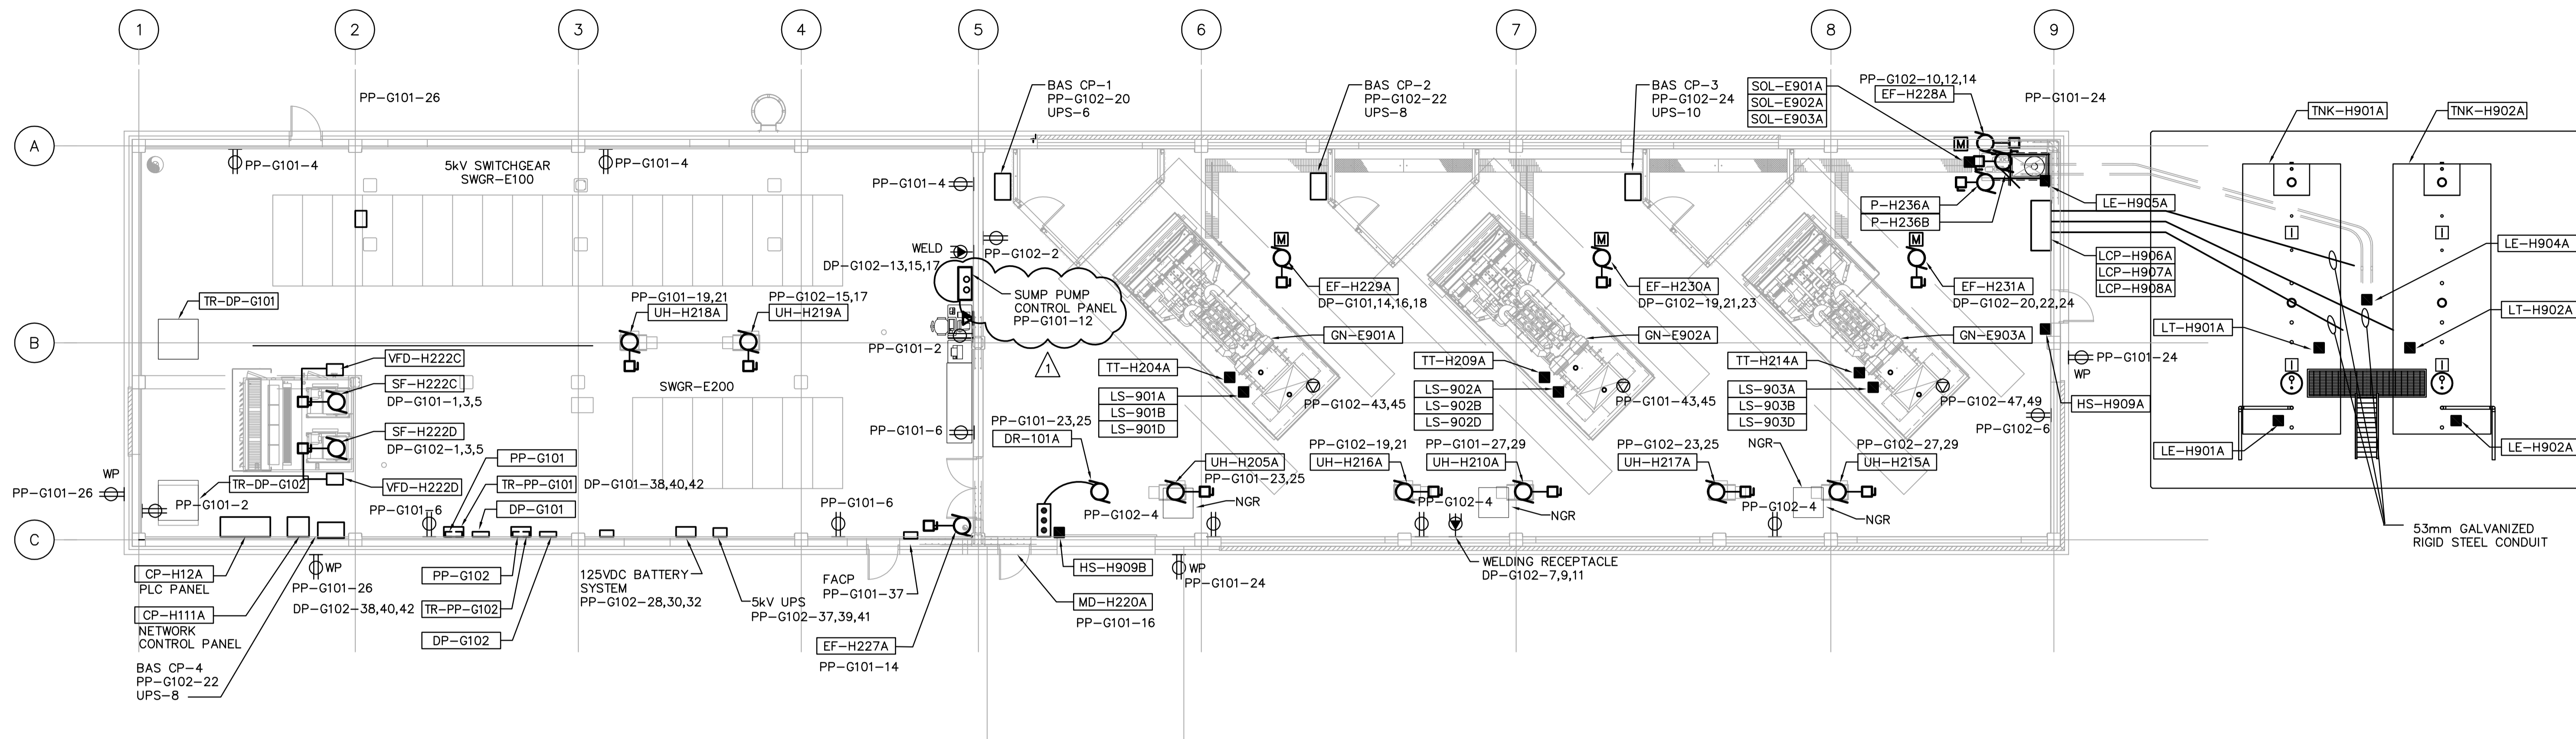 1
2
3
4
5
6
7
8
9
A
B
C
PP-G101-26
5kV SWITCHGEAR
SWGR-E100
PP-G101-4
PP-G101-4
PP-G101-4
BAS CP-1
PP-G102-20
UPS-6
BAS CP-2
PP-G102-22
UPS-8
BAS CP-3
PP-G102-24
UPS-10
SOL-E901A
SOL-E902A
SOL-E903A
PP-G102-10,12,14
EF-H228A
PP-G101-24
M
P-H236A
P-H236B
LE-H905A
LCP-H906A
LCP-H907A
LCP-H908A
TNK-H901A
TNK-H902A
LE-H904A
LT-H901A
LT-H902A
LE-H901A
LE-H902A
I
I
I
I
53mm GALVANIZED
RIGID STEEL CONDUIT
WELD
DP-G102-13,15,17
PP-G102-2
SUMP PUMP
CONTROL PANEL
PP-G101-12
1
PP-G101-2
PP-G101-6
M
EF-H229A
DP-G101,14,16,18
M
EF-H230A
DP-G102-19,21,23
M
EF-H231A
DP-G102-20,22,24
GN-E901A
GN-E902A
GN-E903A
TT-H204A
LS-901A
LS-901B
LS-901D
TT-H209A
LS-902A
LS-902B
LS-902D
TT-H214A
LS-903A
LS-903B
LS-903D
PP-G102-43,45
PP-G101-43,45
PP-G102-47,49
PP-G101-24
WP
HS-H909A
PP-G102-6
TR-DP-G101
PP-G101-19,21
UH-H218A
PP-G102-15,17
UH-H219A
VFD-H222C
SF-H222C
DP-G101-1,3,5
SF-H222D
DP-G102-1,3,5
VFD-H222D
SWGR-E200
TR-DP-G102
PP-G101-2
WP
PP-G101-26
PP-G101-6
PP-G101
TR-PP-G101
DP-G101-38,40,42
DP-G101
PP-G101-6
PP-G101-23,25
DR-101A
PP-G102-4
UH-H205A
PP-G101-23,25
NGR
PP-G102-19,21
UH-H216A
PP-G102-4
PP-G101-27,29
UH-H210A
NGR
PP-G102-23,25
UH-H217A
PP-G102-4
NGR
PP-G102-27,29
UH-H215A
NGR
WELDING RECEPTACLE
DP-G102-7,9,11
CP-H12A
PLC PANEL
CP-H111A
NETWORK
CONTROL PANEL
BAS CP-4
PP-G102-22
UPS-8
WP
PP-G101-26
DP-G102-38,40,42
PP-G102
TR-PP-G102
DP-G102
125VDC BATTERY
SYSTEM
PP-G102-28,30,32
5kV UPS
PP-G102-37,39,41
FACP
PP-G101-37
EF-H227A
PP-G101-14
HS-H909B
MD-H220A
PP-G101-16
WP
PP-G101-24